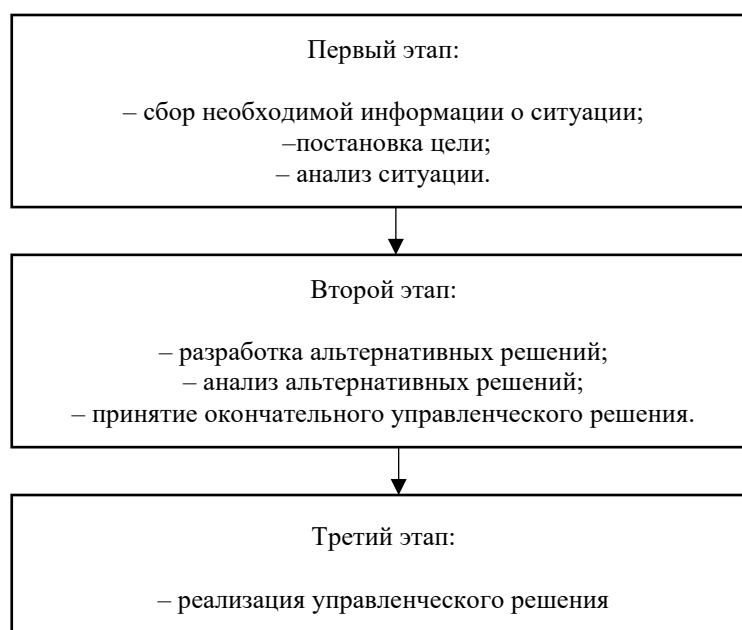 Первый этап:
– сбор необходимой информации о ситуации;
–постановка цели;
– анализ ситуации.
Второй этап:
– разработка альтернативных решений;
– анализ альтернативных решений;
– принятие окончательного управленческого решения.
Третий этап:
– реализация управленческого решения